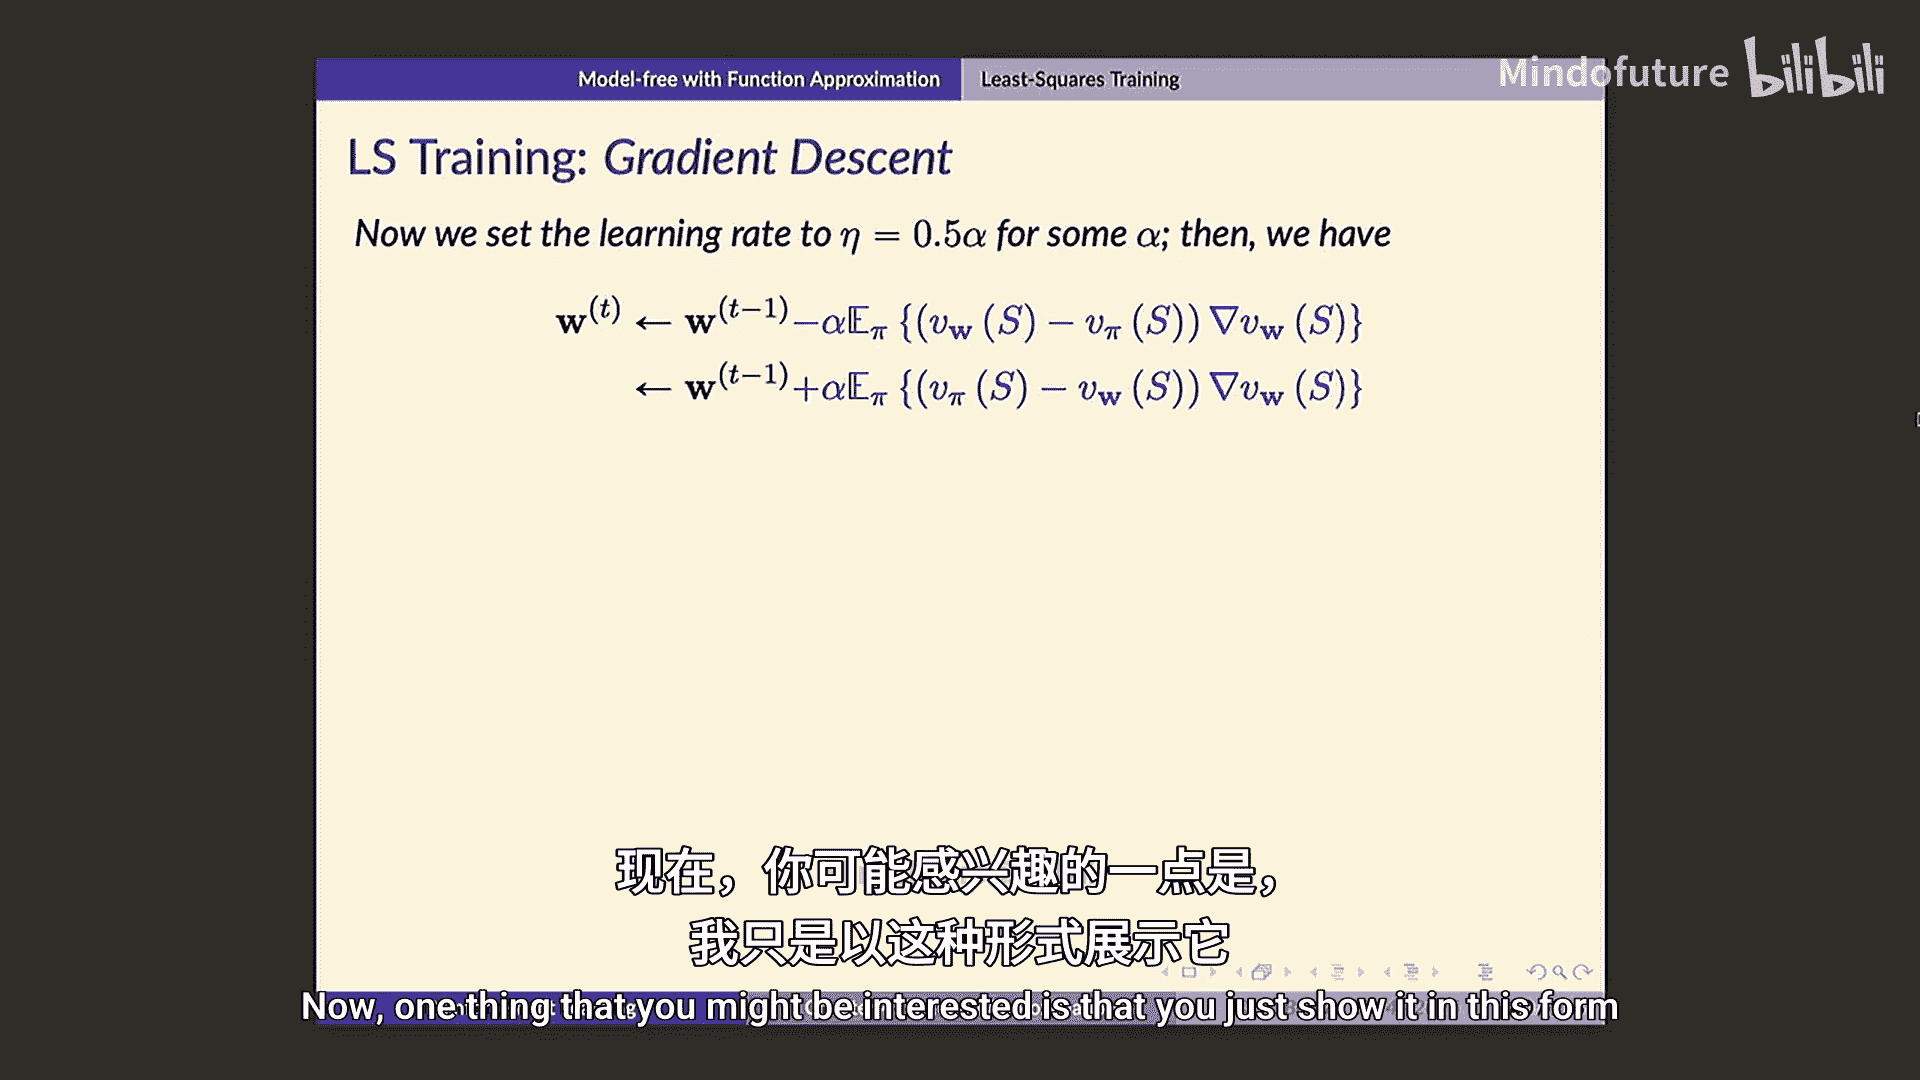 Model-free with Function Approximation
Least-Squares Training
Mindofuture bilibili
LS Training: Gradient Descent
Now we set the learning rate to η = 0.5α for some α; then, we have
w^(t) ← w^(t−1) − α𝔼_π {(v_w (S) − v_π (S)) ∇v_w (S)}
← w^(t−1) + α𝔼_π {(v_π (S) − v_w (S)) ∇v_w (S)}
现在，你可能感兴趣的一点是，
我只是以这种形式展示它
Now, one thing that you might be interested is that you just show it in this form